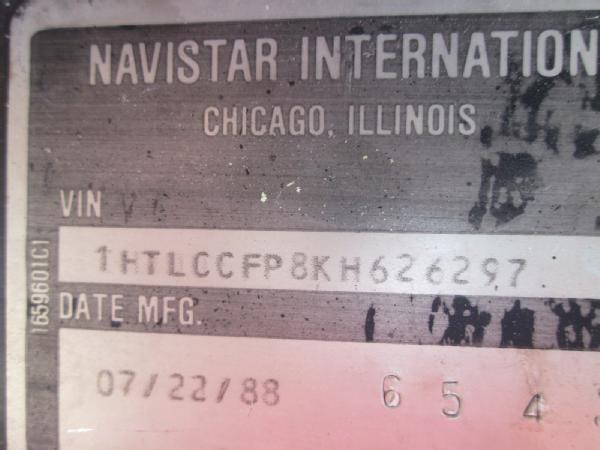 NAVISTAR INTERNATION
CHICAGO, ILLINOIS
VIN
1HTLCCFP8KH626297
DATE MFG.
07/22/88 6 5 4
1659601C1